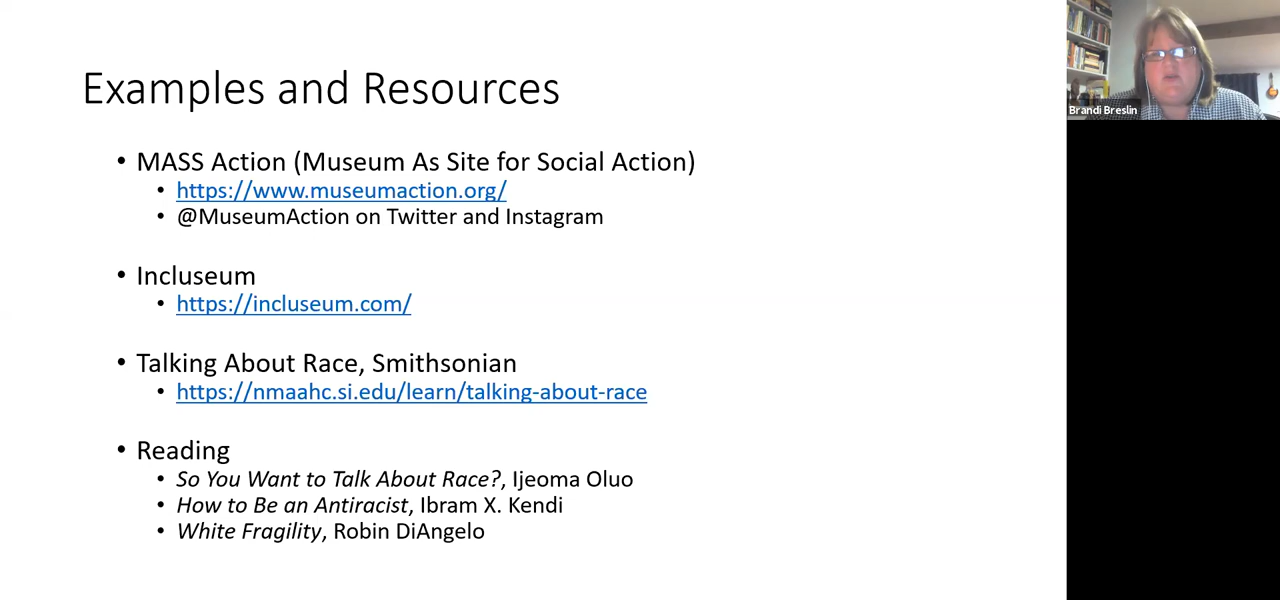 Examples and Resources
• MASS Action (Museum As Site for Social Action)
• https://www.museumaction.org/
• @MuseumAction on Twitter and Instagram
• Incluseum
• https://incluseum.com/
• Talking About Race, Smithsonian
• https://nmaahc.si.edu/learn/talking-about-race
• Reading
• So You Want to Talk About Race?, Ijeoma Oluo
• How to Be an Antiracist, Ibram X. Kendi
• White Fragility, Robin DiAngelo
Brandi Breslin